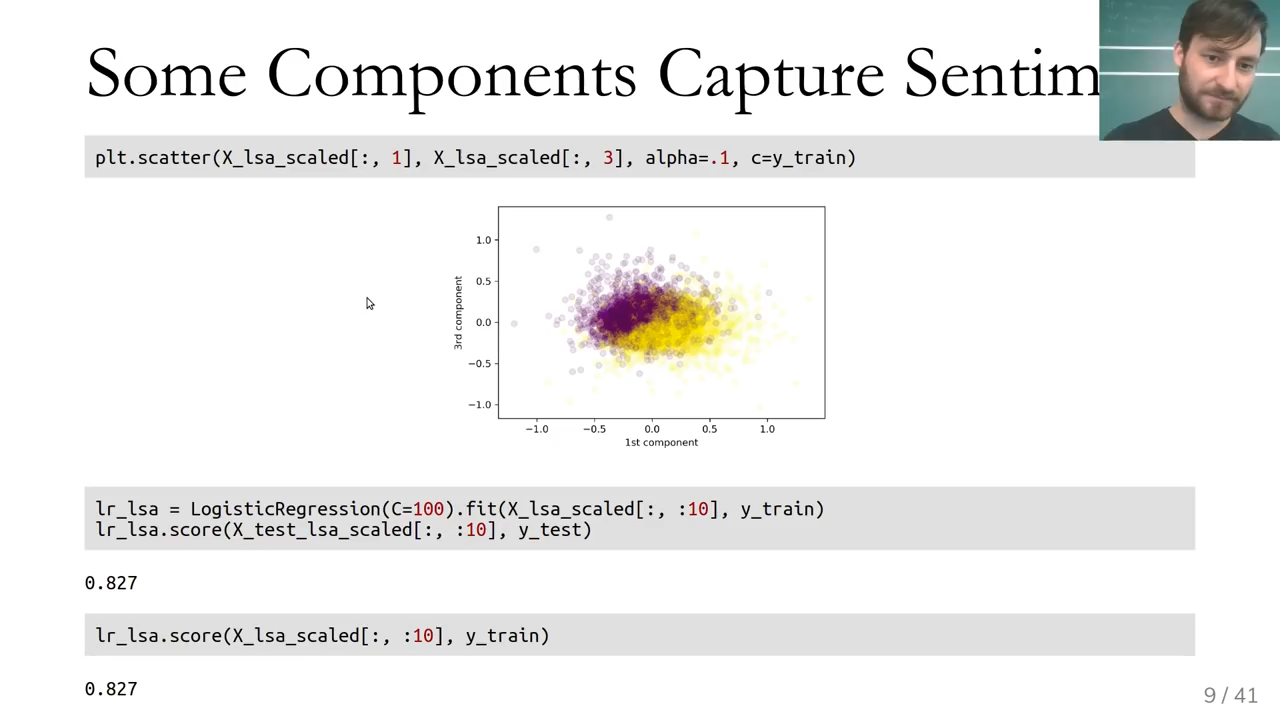 Some Components Capture Sentim
plt.scatter(X_lsa_scaled[:, 1], X_lsa_scaled[:, 3], alpha=.1, c=y_train)
1.0
0.5
0.0
−0.5
−1.0
3rd component
−1.0 −0.5 0.0 0.5 1.0
1st component
lr_lsa = LogisticRegression(C=100).fit(X_lsa_scaled[:, :10], y_train)
lr_lsa.score(X_test_lsa_scaled[:, :10], y_test)
0.827
lr_lsa.score(X_lsa_scaled[:, :10], y_train)
0.827
9 / 41